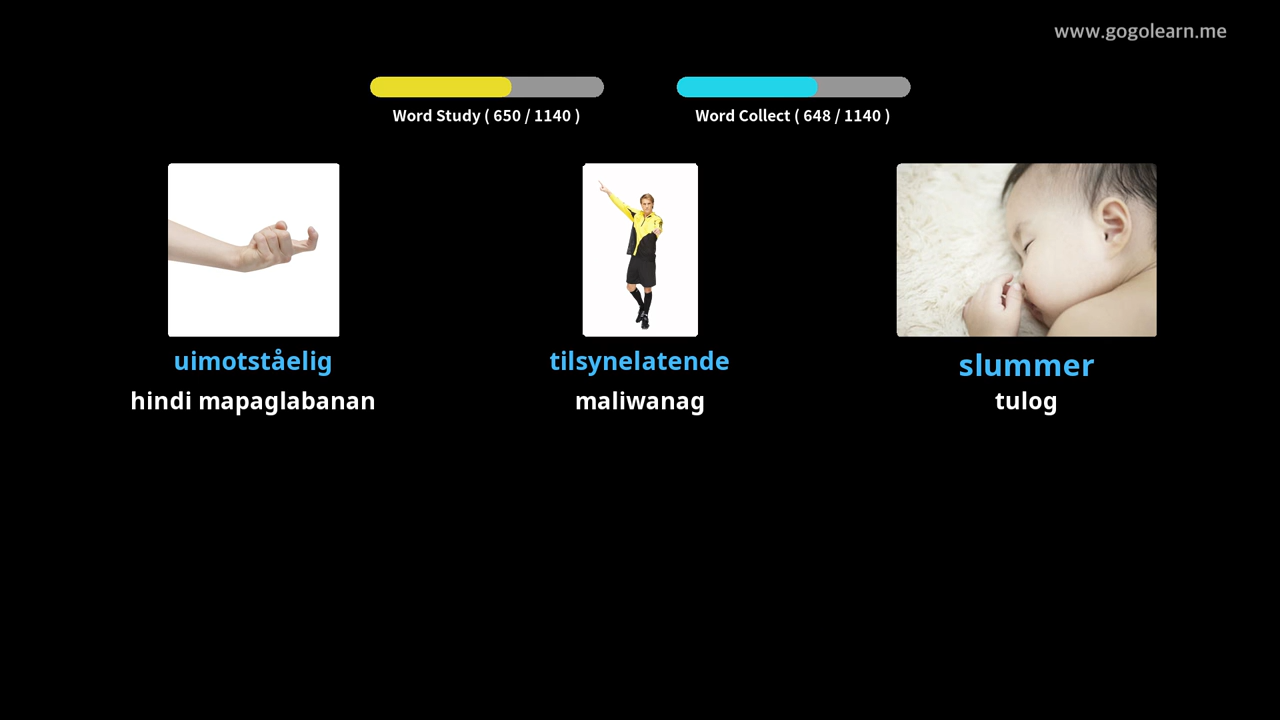 www.gogolearn.me
Word Study ( 650 / 1140 )
Word Collect ( 648 / 1140 )
uimotståelig
tilsynelatende
slummer
hindi mapaglabanan
maliwanag
tulog